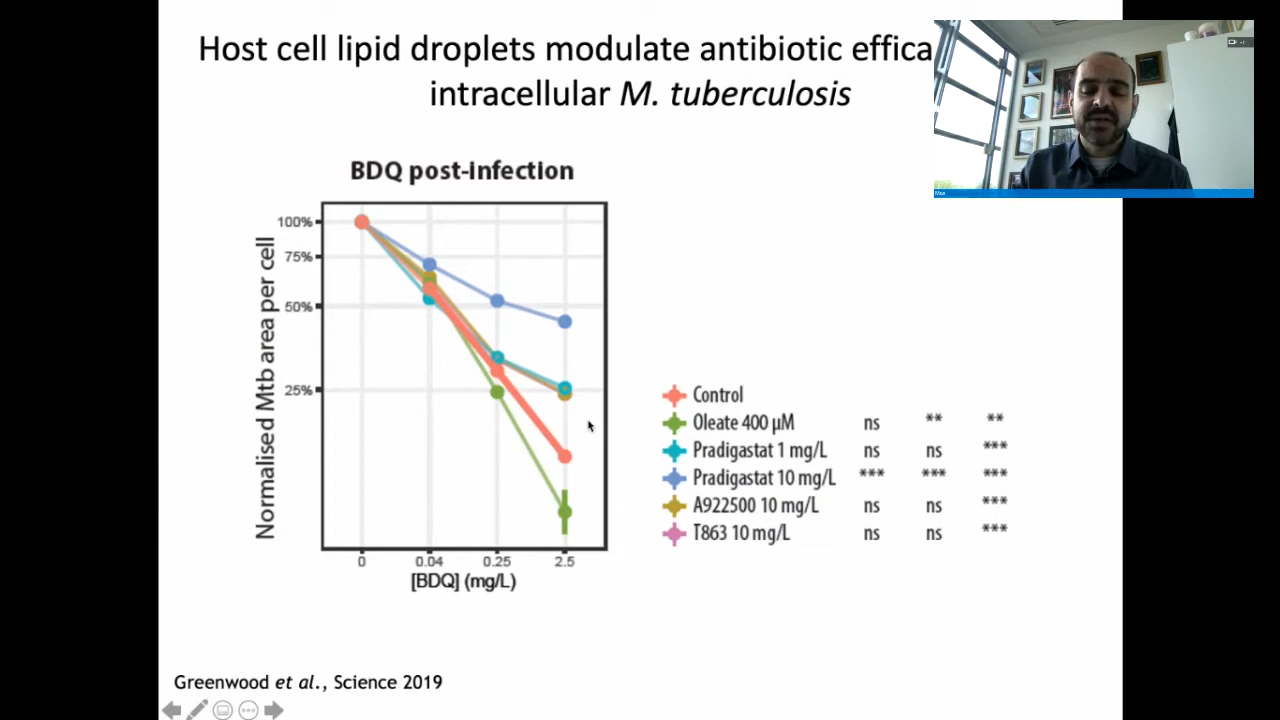 Host cell lipid droplets modulate antibiotic effica
intracellular M. tuberculosis
BDQ post-infection
Normalised Mtb area per cell
100%
75%
50%
25%
0 0.04 0.25 2.5
[BDQ] (mg/L)
Control
Oleate 400 µM ns ** **
Pradigastat 1 mg/L ns ns ***
Pradigastat 10 mg/L *** *** ***
A922500 10 mg/L ns ns ***
T863 10 mg/L ns ns ***
Greenwood et al., Science 2019